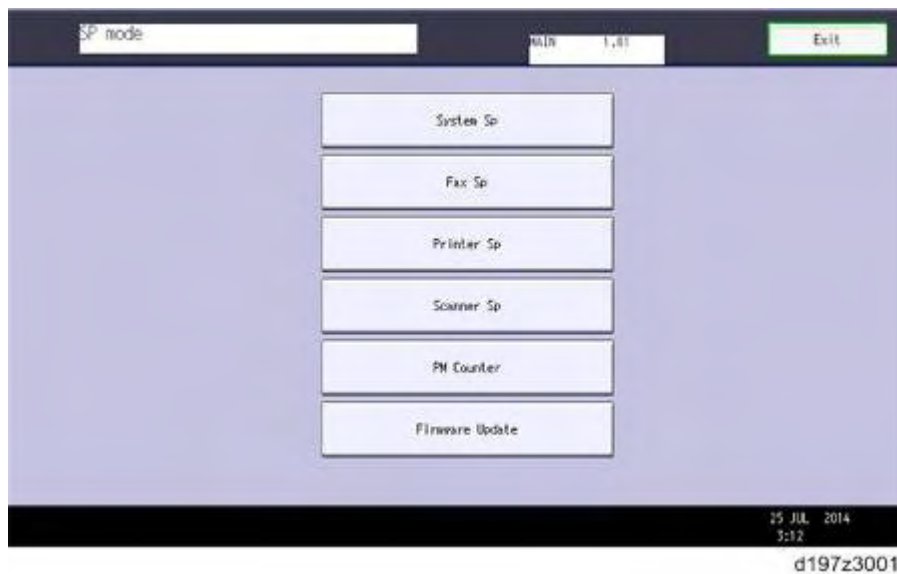 SP mode
MAIN 1.01
Exit
System Sp
Fax Sp
Printer Sp
Scanner Sp
PM Counter
Firmware Update
25 JUL 2014
3:12
d197z3001